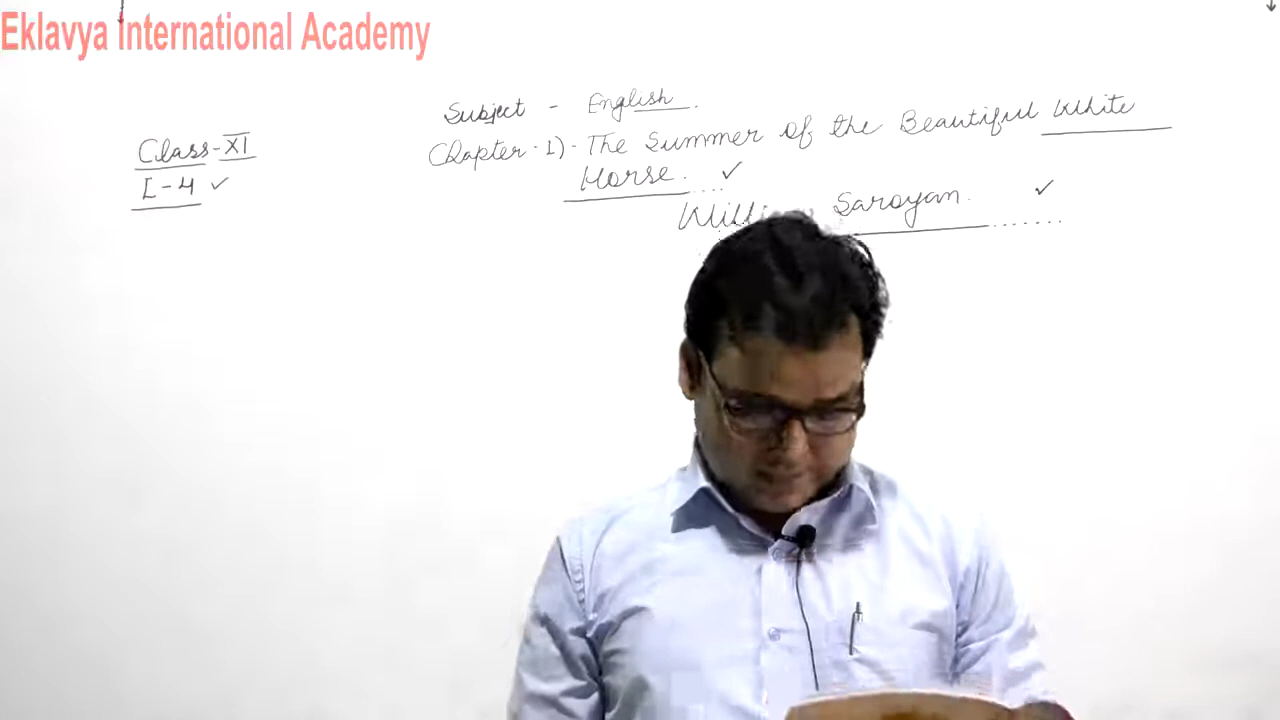 Eklavya International Academy
Subject - English.
Class-XI
Chapter-1)- The Summer of the Beautiful White
L-4 ✓
Horse. ✓
Saroyan. ✓